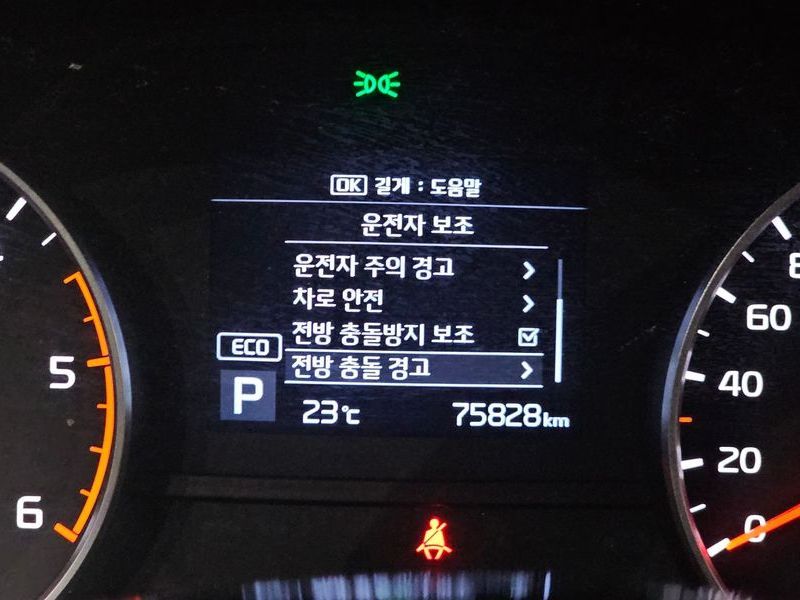 OK 길게 : 도움말
운전자 보조
운전자 주의 경고
차로 안전
전방 충돌방지 보조
ECO
전방 충돌 경고
P
23℃ 75828km
5
6
60
40
20
0